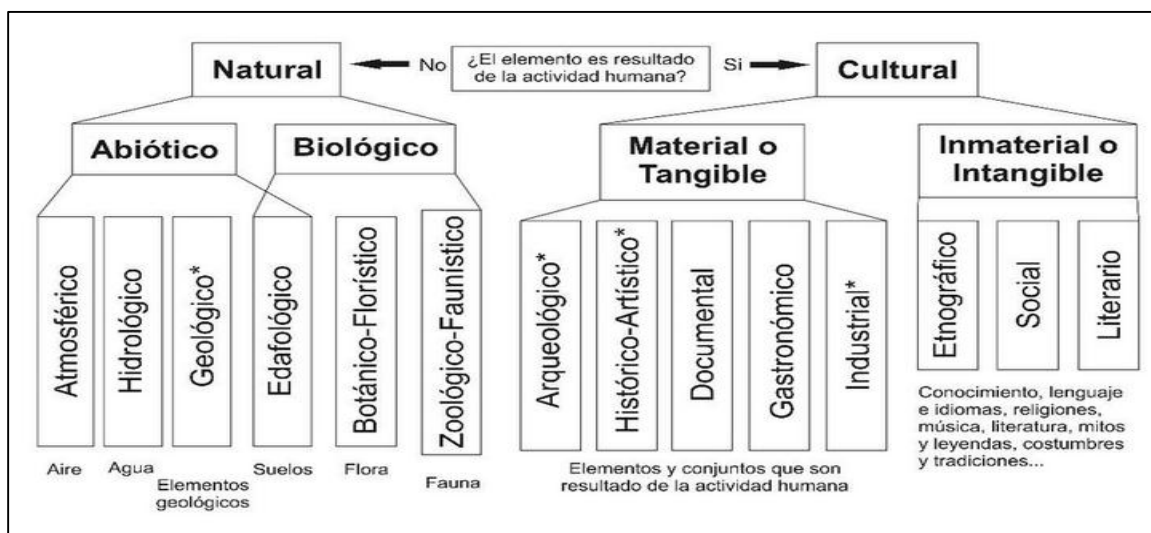 Natural
No
¿El elemento es resultado
de la actividad humana?
Si
Cultural
Abiótico
Biológico
Material o
Tangible
Inmaterial o
Intangible
Atmosférico
Hidrológico
Geológico*
Edafológico
Botánico-Florístico
Zoológico-Faunístico
Arqueológico*
Histórico-Artístico*
Documental
Gastronómico
Industrial*
Etnográfico
Social
Literario
Aire
Agua
Elementos
geológicos
Suelos
Flora
Fauna
Elementos y conjuntos que son
resultado de la actividad humana
Conocimiento, lenguaje
e idiomas, religiones,
música, literatura, mitos
y leyendas, costumbres
y tradiciones...